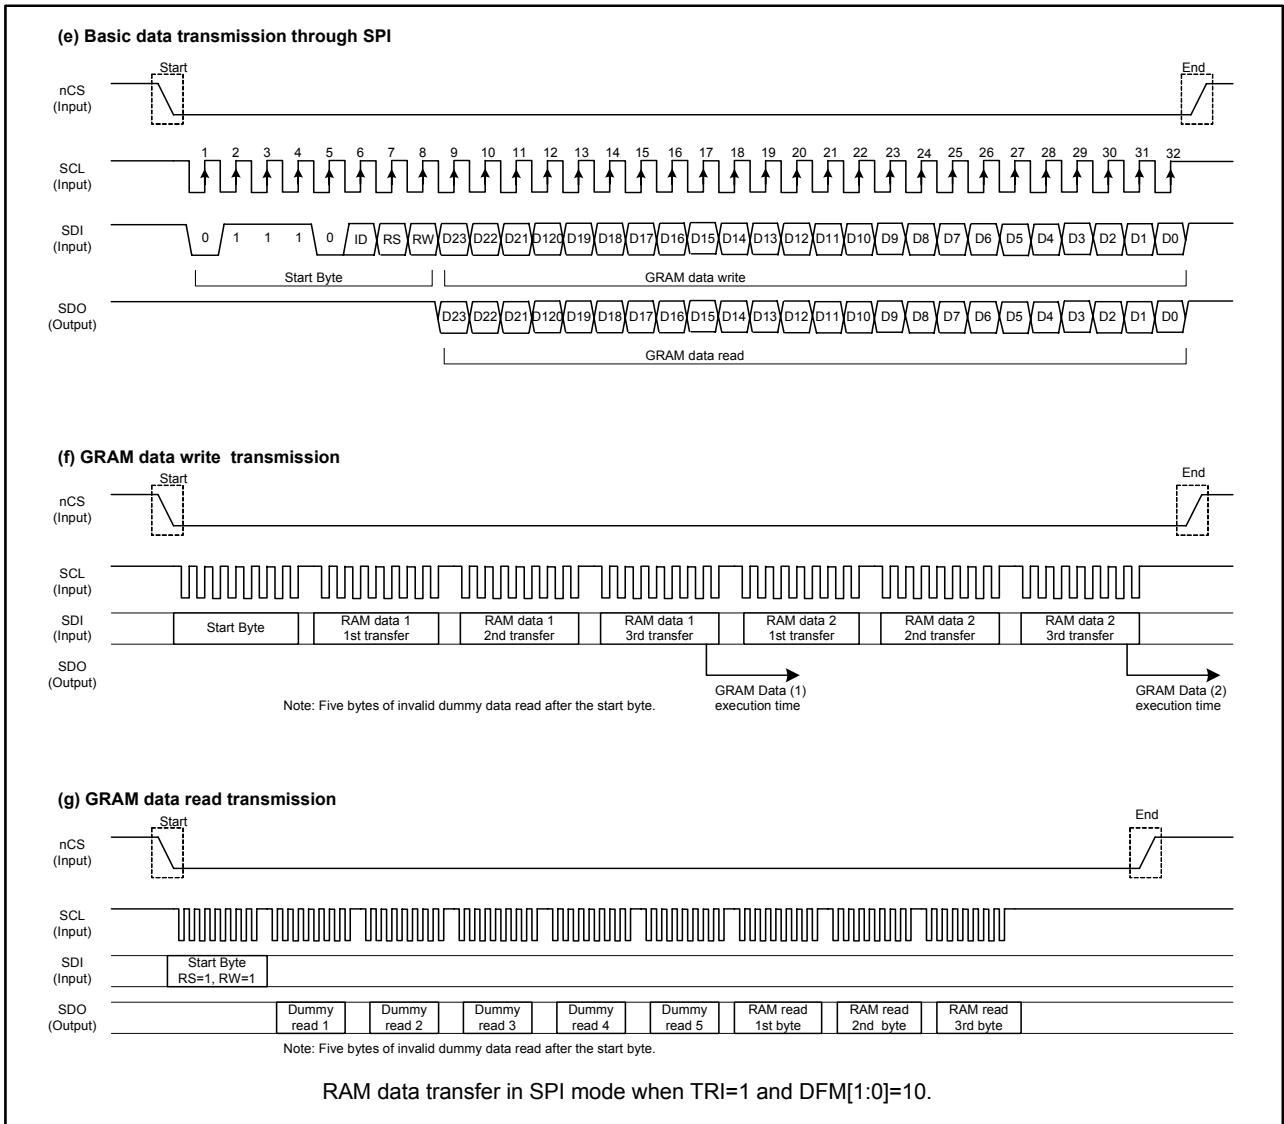 (e) Basic data transmission through SPI
Start
End
nCS
(Input)
1 2 3 4 5 6 7 8 9 10 11 12 13 14 15 16 17 18 19 20 21 22 23 24 25 26 27 28 29 30 31 32
SCL
(Input)
SDI
(Input)
0 1 1 1 0 ID RS RW D23 D22 D21 D120 D19 D18 D17 D16 D15 D14 D13 D12 D11 D10 D9 D8 D7 D6 D5 D4 D3 D2 D1 D0
Start Byte
GRAM data write
SDO
(Output)
D23 D22 D21 D120 D19 D18 D17 D16 D15 D14 D13 D12 D11 D10 D9 D8 D7 D6 D5 D4 D3 D2 D1 D0
GRAM data read
(f) GRAM data write transmission
Start
End
nCS
(Input)
SCL
(Input)
SDI
(Input)
Start Byte
RAM data 1
1st transfer
RAM data 1
2nd transfer
RAM data 1
3rd transfer
RAM data 2
1st transfer
RAM data 2
2nd transfer
RAM data 2
3rd transfer
SDO
(Output)
GRAM Data (1)
execution time
GRAM Data (2)
execution time
Note: Five bytes of invalid dummy data read after the start byte.
(g) GRAM data read transmission
Start
End
nCS
(Input)
SCL
(Input)
SDI
(Input)
Start Byte
RS=1, RW=1
SDO
(Output)
Dummy
read 1
Dummy
read 2
Dummy
read 3
Dummy
read 4
Dummy
read 5
RAM read
1st byte
RAM read
2nd byte
RAM read
3rd byte
Note: Five bytes of invalid dummy data read after the start byte.
RAM data transfer in SPI mode when TRI=1 and DFM[1:0]=10.